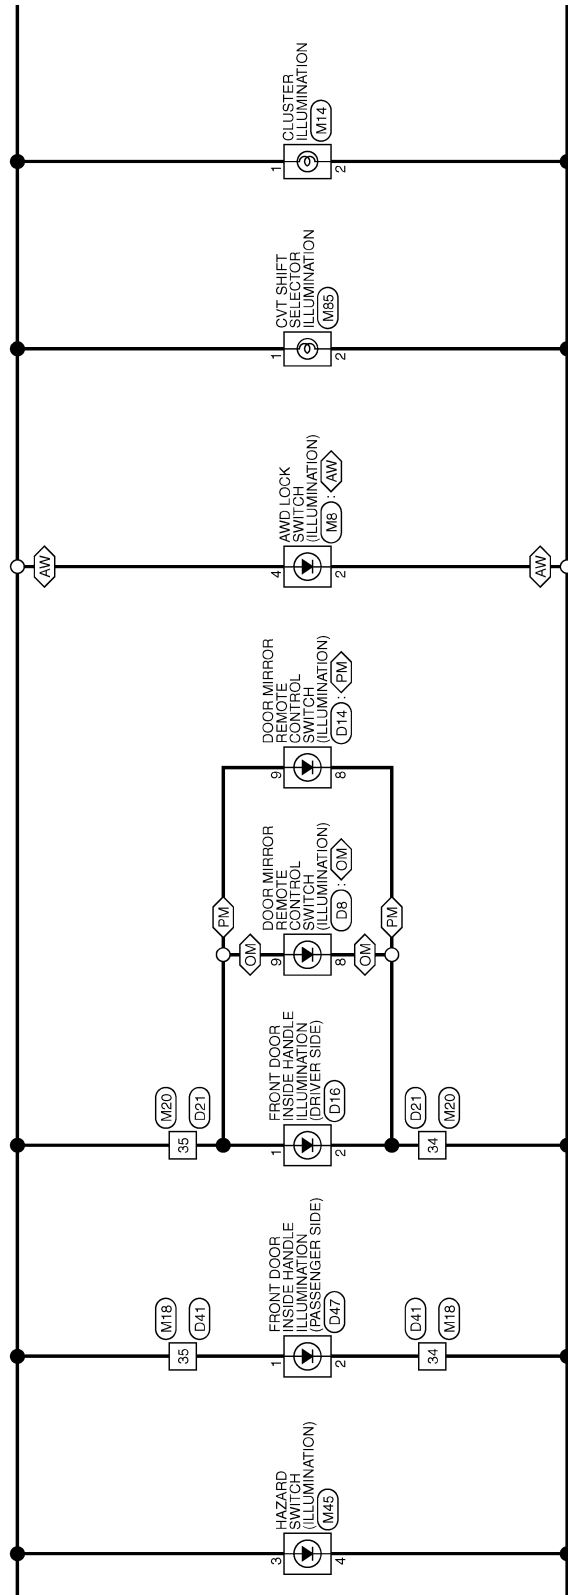 CLUSTER
ILLUMINATION
M14
1
2
CVT SHIFT
SELECTOR
ILLUMINATION
M85
1
2
AWD LOCK
SWITCH
(ILLUMINATION)
M8 : AW
AW
4
2
AW
DOOR MIRROR
REMOTE
CONTROL
SWITCH
(ILLUMINATION)
D14 : PM
9
8
DOOR MIRROR
REMOTE
CONTROL
SWITCH
(ILLUMINATION)
D8 : OM
PM
OM
9
8
OM
PM
FRONT DOOR
INSIDE HANDLE
ILLUMINATION
(DRIVER SIDE)
D16
M20
D21
35
1
2
34
D21
M20
FRONT DOOR
INSIDE HANDLE
ILLUMINATION
(PASSENGER SIDE)
D47
M18
D41
35
1
2
34
D41
M18
HAZARD
SWITCH
(ILLUMINATION)
M45
3
4